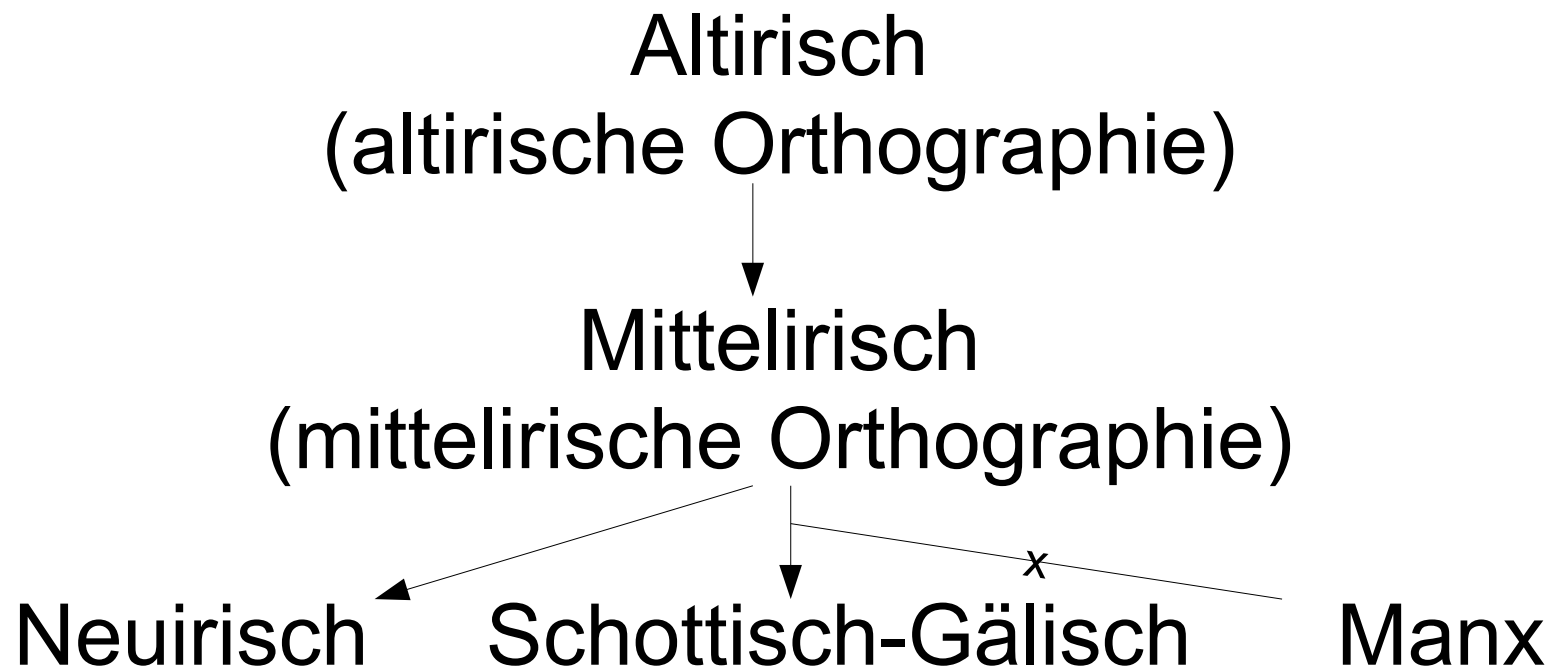 Altirisch
(altirische Orthographie)
Mittelirisch
(mittelirische Orthographie)
x
Neuirisch Schottisch-Gälisch Manx